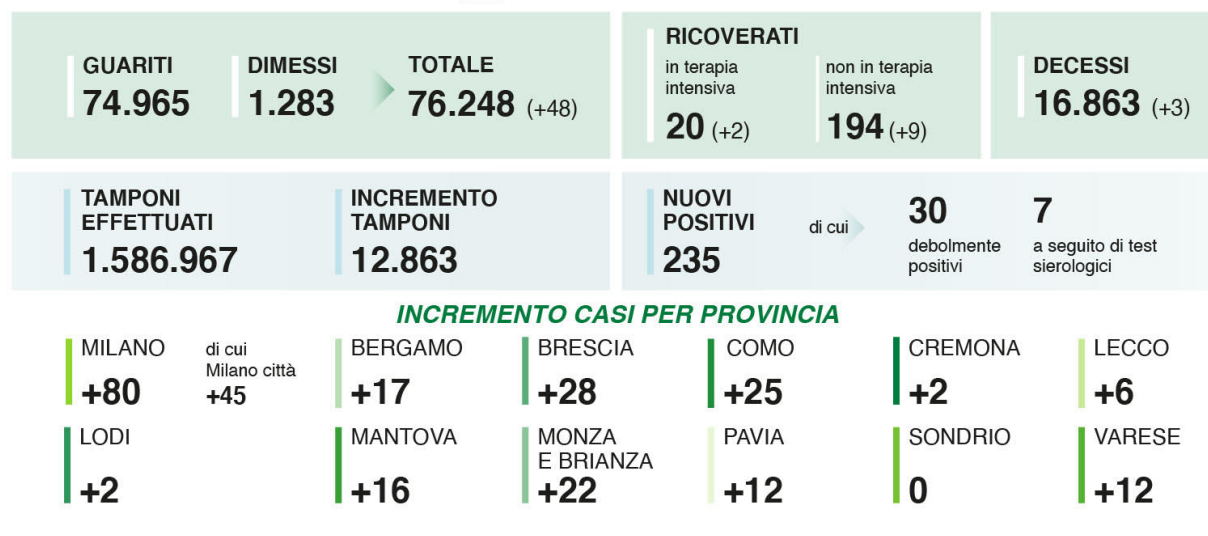 GUARITI
74.965
DIMESSI
1.283
TOTALE
76.248 (+48)
RICOVERATI
in terapia
intensiva
20 (+2)
non in terapia
intensiva
194 (+9)
DECESSI
16.863 (+3)
TAMPONI
EFFETTUATI
1.586.967
INCREMENTO
TAMPONI
12.863
NUOVI
POSITIVI
235
di cui
30
debolmente
positivi
7
a seguito di test
sierologici
INCREMENTO CASI PER PROVINCIA
MILANO
+80
di cui
Milano città
+45
BERGAMO
+17
BRESCIA
+28
COMO
+25
CREMONA
+2
LECCO
+6
LODI
+2
MANTOVA
+16
MONZA
E BRIANZA
+22
PAVIA
+12
SONDRIO
0
VARESE
+12